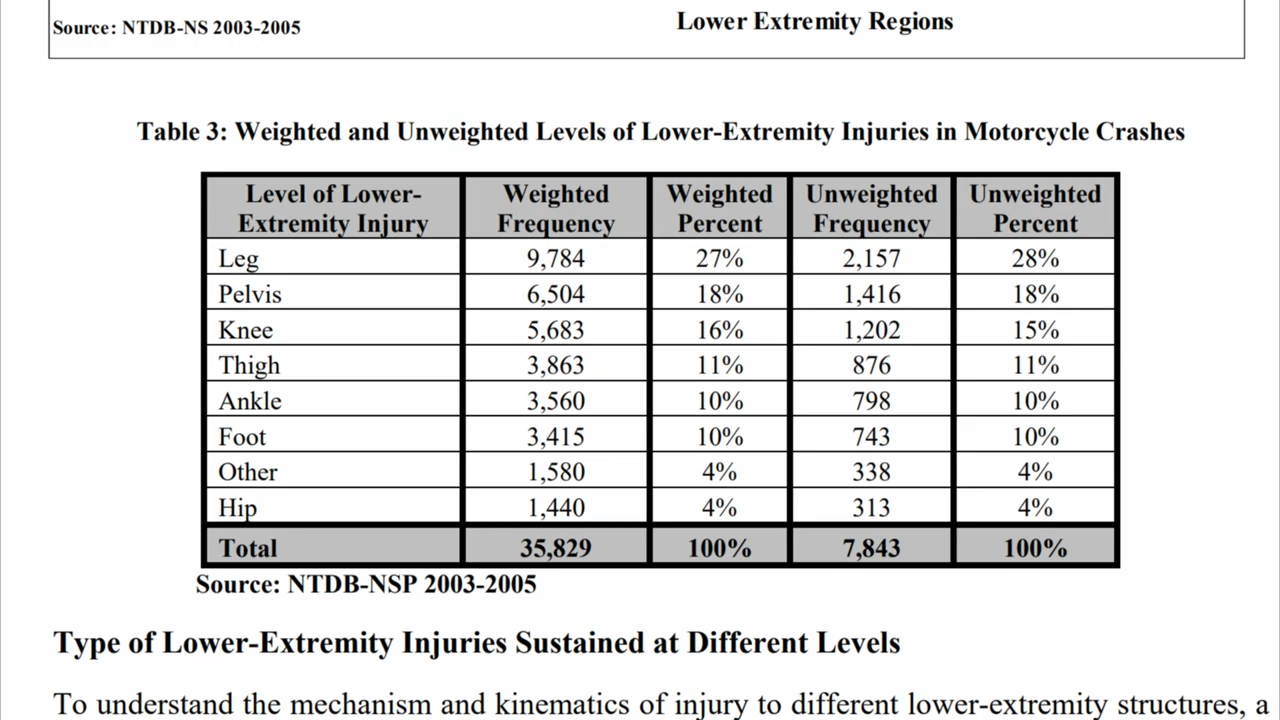 Source: NTDB-NS 2003-2005
Lower Extremity Regions
Table 3: Weighted and Unweighted Levels of Lower-Extremity Injuries in Motorcycle Crashes
Level of Lower-Extremity Injury Weighted Frequency Weighted Percent Unweighted Frequency Unweighted Percent
Leg 9,784 27% 2,157 28%
Pelvis 6,504 18% 1,416 18%
Knee 5,683 16% 1,202 15%
Thigh 3,863 11% 876 11%
Ankle 3,560 10% 798 10%
Foot 3,415 10% 743 10%
Other 1,580 4% 338 4%
Hip 1,440 4% 313 4%
Total 35,829 100% 7,843 100%
Source: NTDB-NSP 2003-2005
Type of Lower-Extremity Injuries Sustained at Different Levels
To understand the mechanism and kinematics of injury to different lower-extremity structures, a